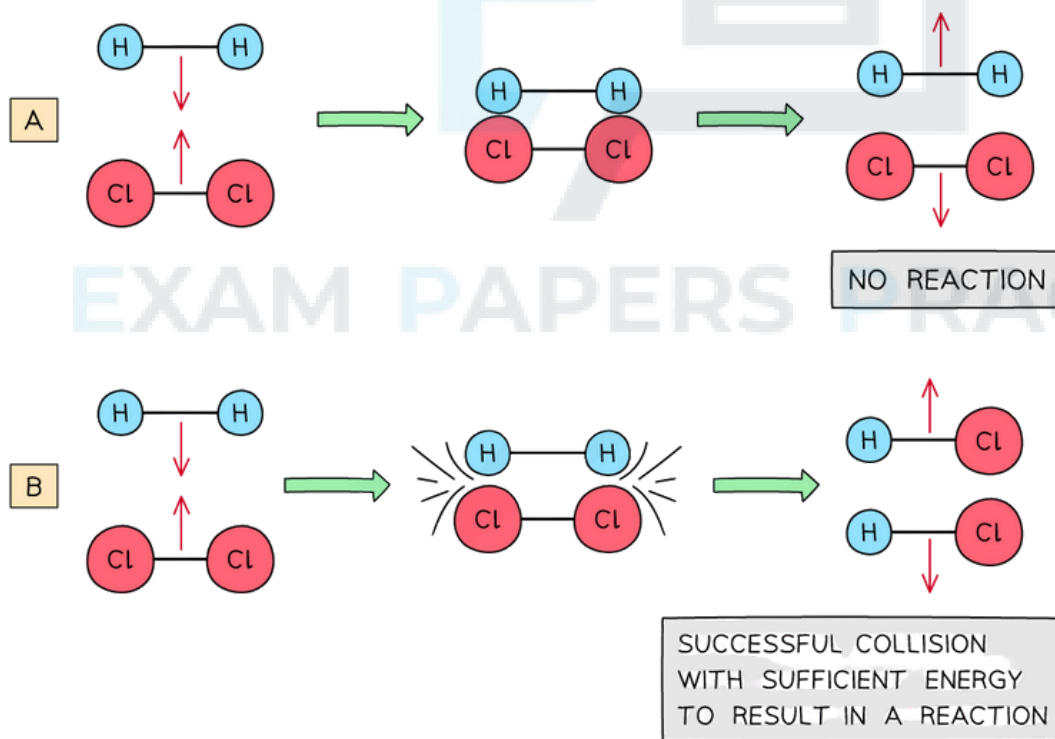 H H
H H
H H
A
Cl Cl
Cl Cl
Cl Cl
NO REACTION
EXAM PAPERS PRA
H H
H Cl
H H
B
Cl Cl
Cl Cl
H Cl
SUCCESSFUL COLLISION
WITH SUFFICIENT ENERGY
TO RESULT IN A REACTION